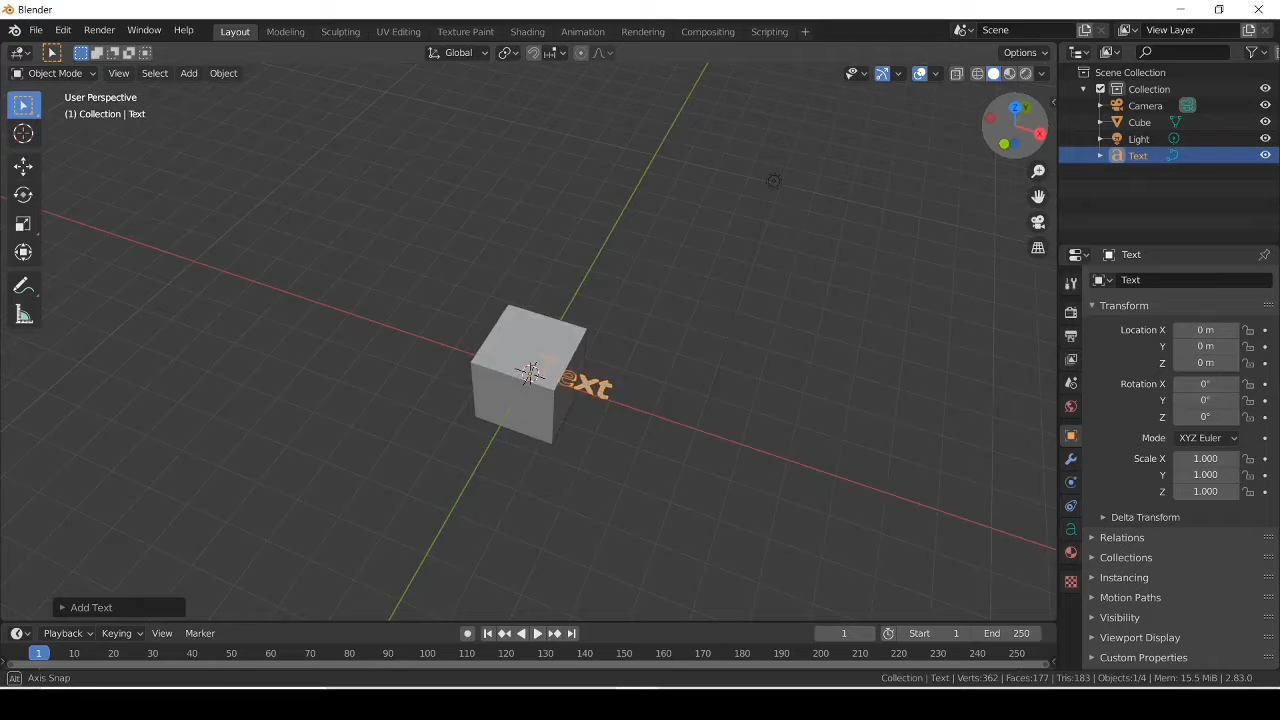 Blender
File Edit Render Window Help Layout Modeling Sculpting UV Editing Texture Paint Shading Animation Rendering Compositing Scripting + Scene View Layer
Global Options
Object Mode View Select Add Object
User Perspective
(1) Collection | Text
Z Y X
Text
Scene Collection
Collection
Camera
Cube
Light
Text
Text
Text
Transform
Location X 0 m
Y 0 m
Z 0 m
Rotation X 0°
Y 0°
Z 0°
Mode XYZ Euler
Scale X 1.000
Y 1.000
Z 1.000
Delta Transform
Relations
Collections
Instancing
Motion Paths
Visibility
Viewport Display
Custom Properties
Add Text
Playback Keying View Marker 1 Start 1 End 250
1 10 20 30 40 50 60 70 80 90 100 110 120 130 140 150 160 170 180 190 200 210 220 230 240 250
Alt Axis Snap Collection | Text | Verts:362 | Faces:177 | Tris:183 | Objects:1/4 | Mem: 15.5 MiB | 2.83.0